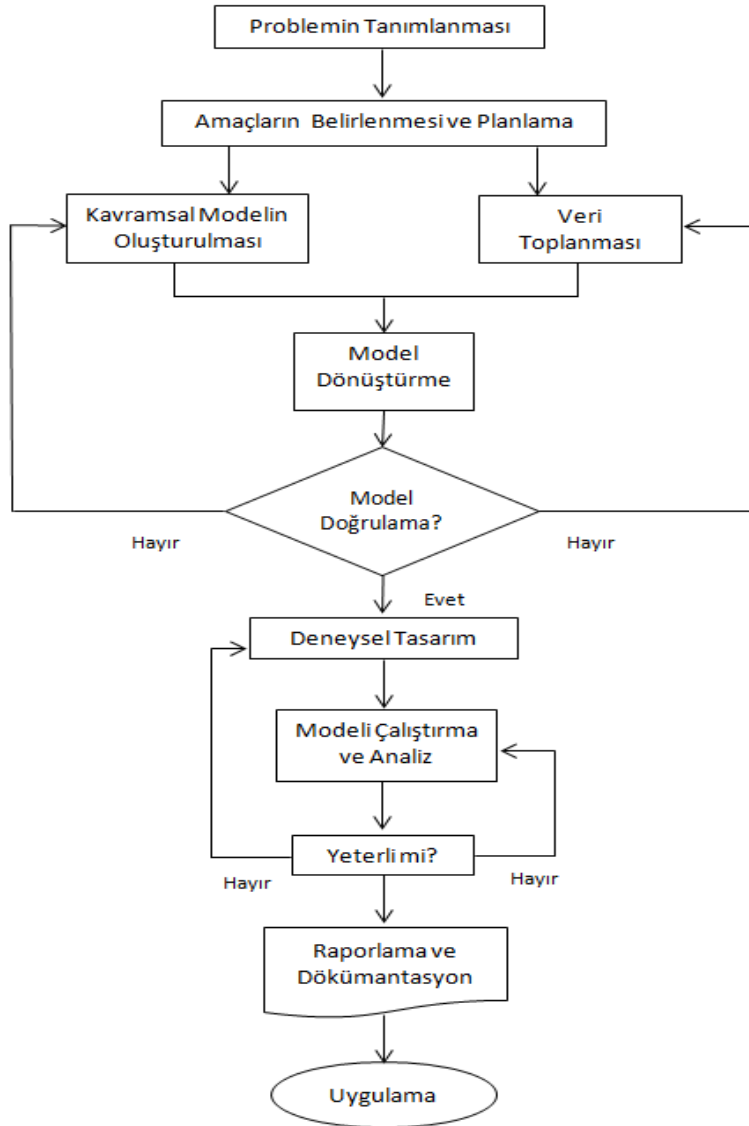 Problemin Tanımlanması
Amaçların Belirlenmesi ve Planlama
Kavramsal Modelin
Oluşturulması
Veri
Toplanması
Model
Dönüştürme
Model
Doğrulama?
Hayır
Hayır
Evet
Deneysel Tasarım
Modeli Çalıştırma
ve Analiz
Yeterli mi?
Hayır
Hayır
Raporlama ve
Dökümantasyon
Uygulama